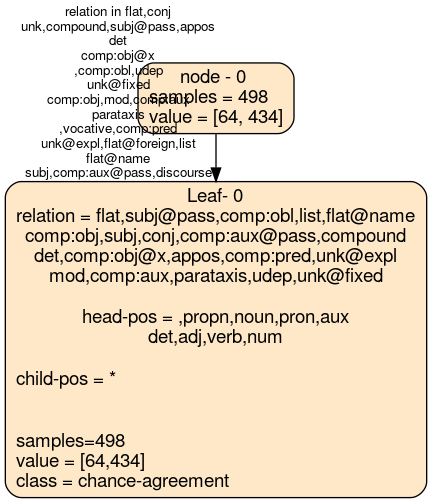 relation in flat,conj
unk,compound,subj@pass,appos
det
comp:obj@x
,comp:obl,udep
unk@fixed
comp:obj,mod,comp:aux
parataxis
,vocative,comp:pred
unk@expl,flat@foreign,list
flat@name
subj,comp:aux@pass,discourse
node - 0
samples = 498
value = [64, 434]
Leaf- 0
relation = flat,subj@pass,comp:obl,list,flat@name
comp:obj,subj,conj,comp:aux@pass,compound
det,comp:obj@x,appos,comp:pred,unk@expl
mod,comp:aux,parataxis,udep,unk@fixed
head-pos = ,propn,noun,pron,aux
det,adj,verb,num
child-pos = *
samples=498
value = [64,434]
class = chance-agreement